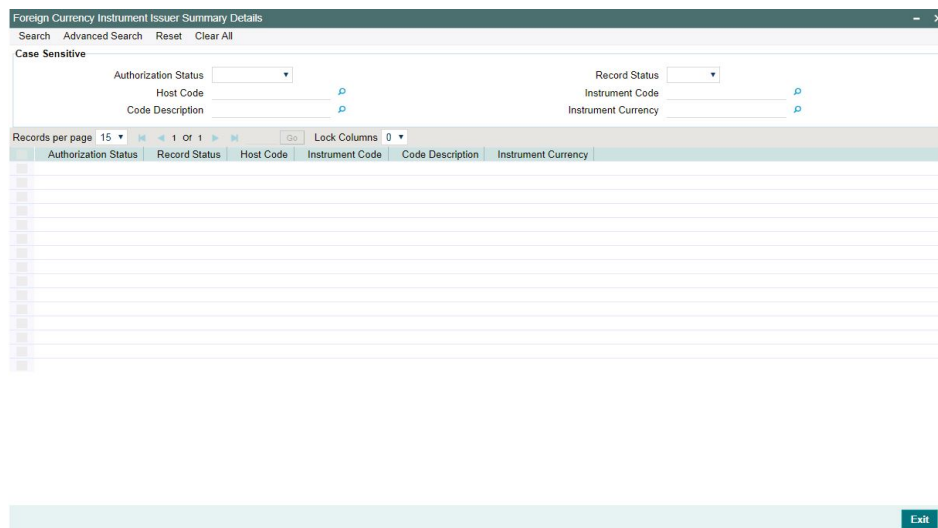 Foreign Currency Instrument Issuer Summary Details
Search Advanced Search Reset Clear All
Case Sensitive
Authorization Status Record Status
Host Code Instrument Code
Code Description Instrument Currency
Records per page 15 1 Of 1 Go Lock Columns 0
Authorization Status Record Status Host Code Instrument Code Code Description Instrument Currency
Exit